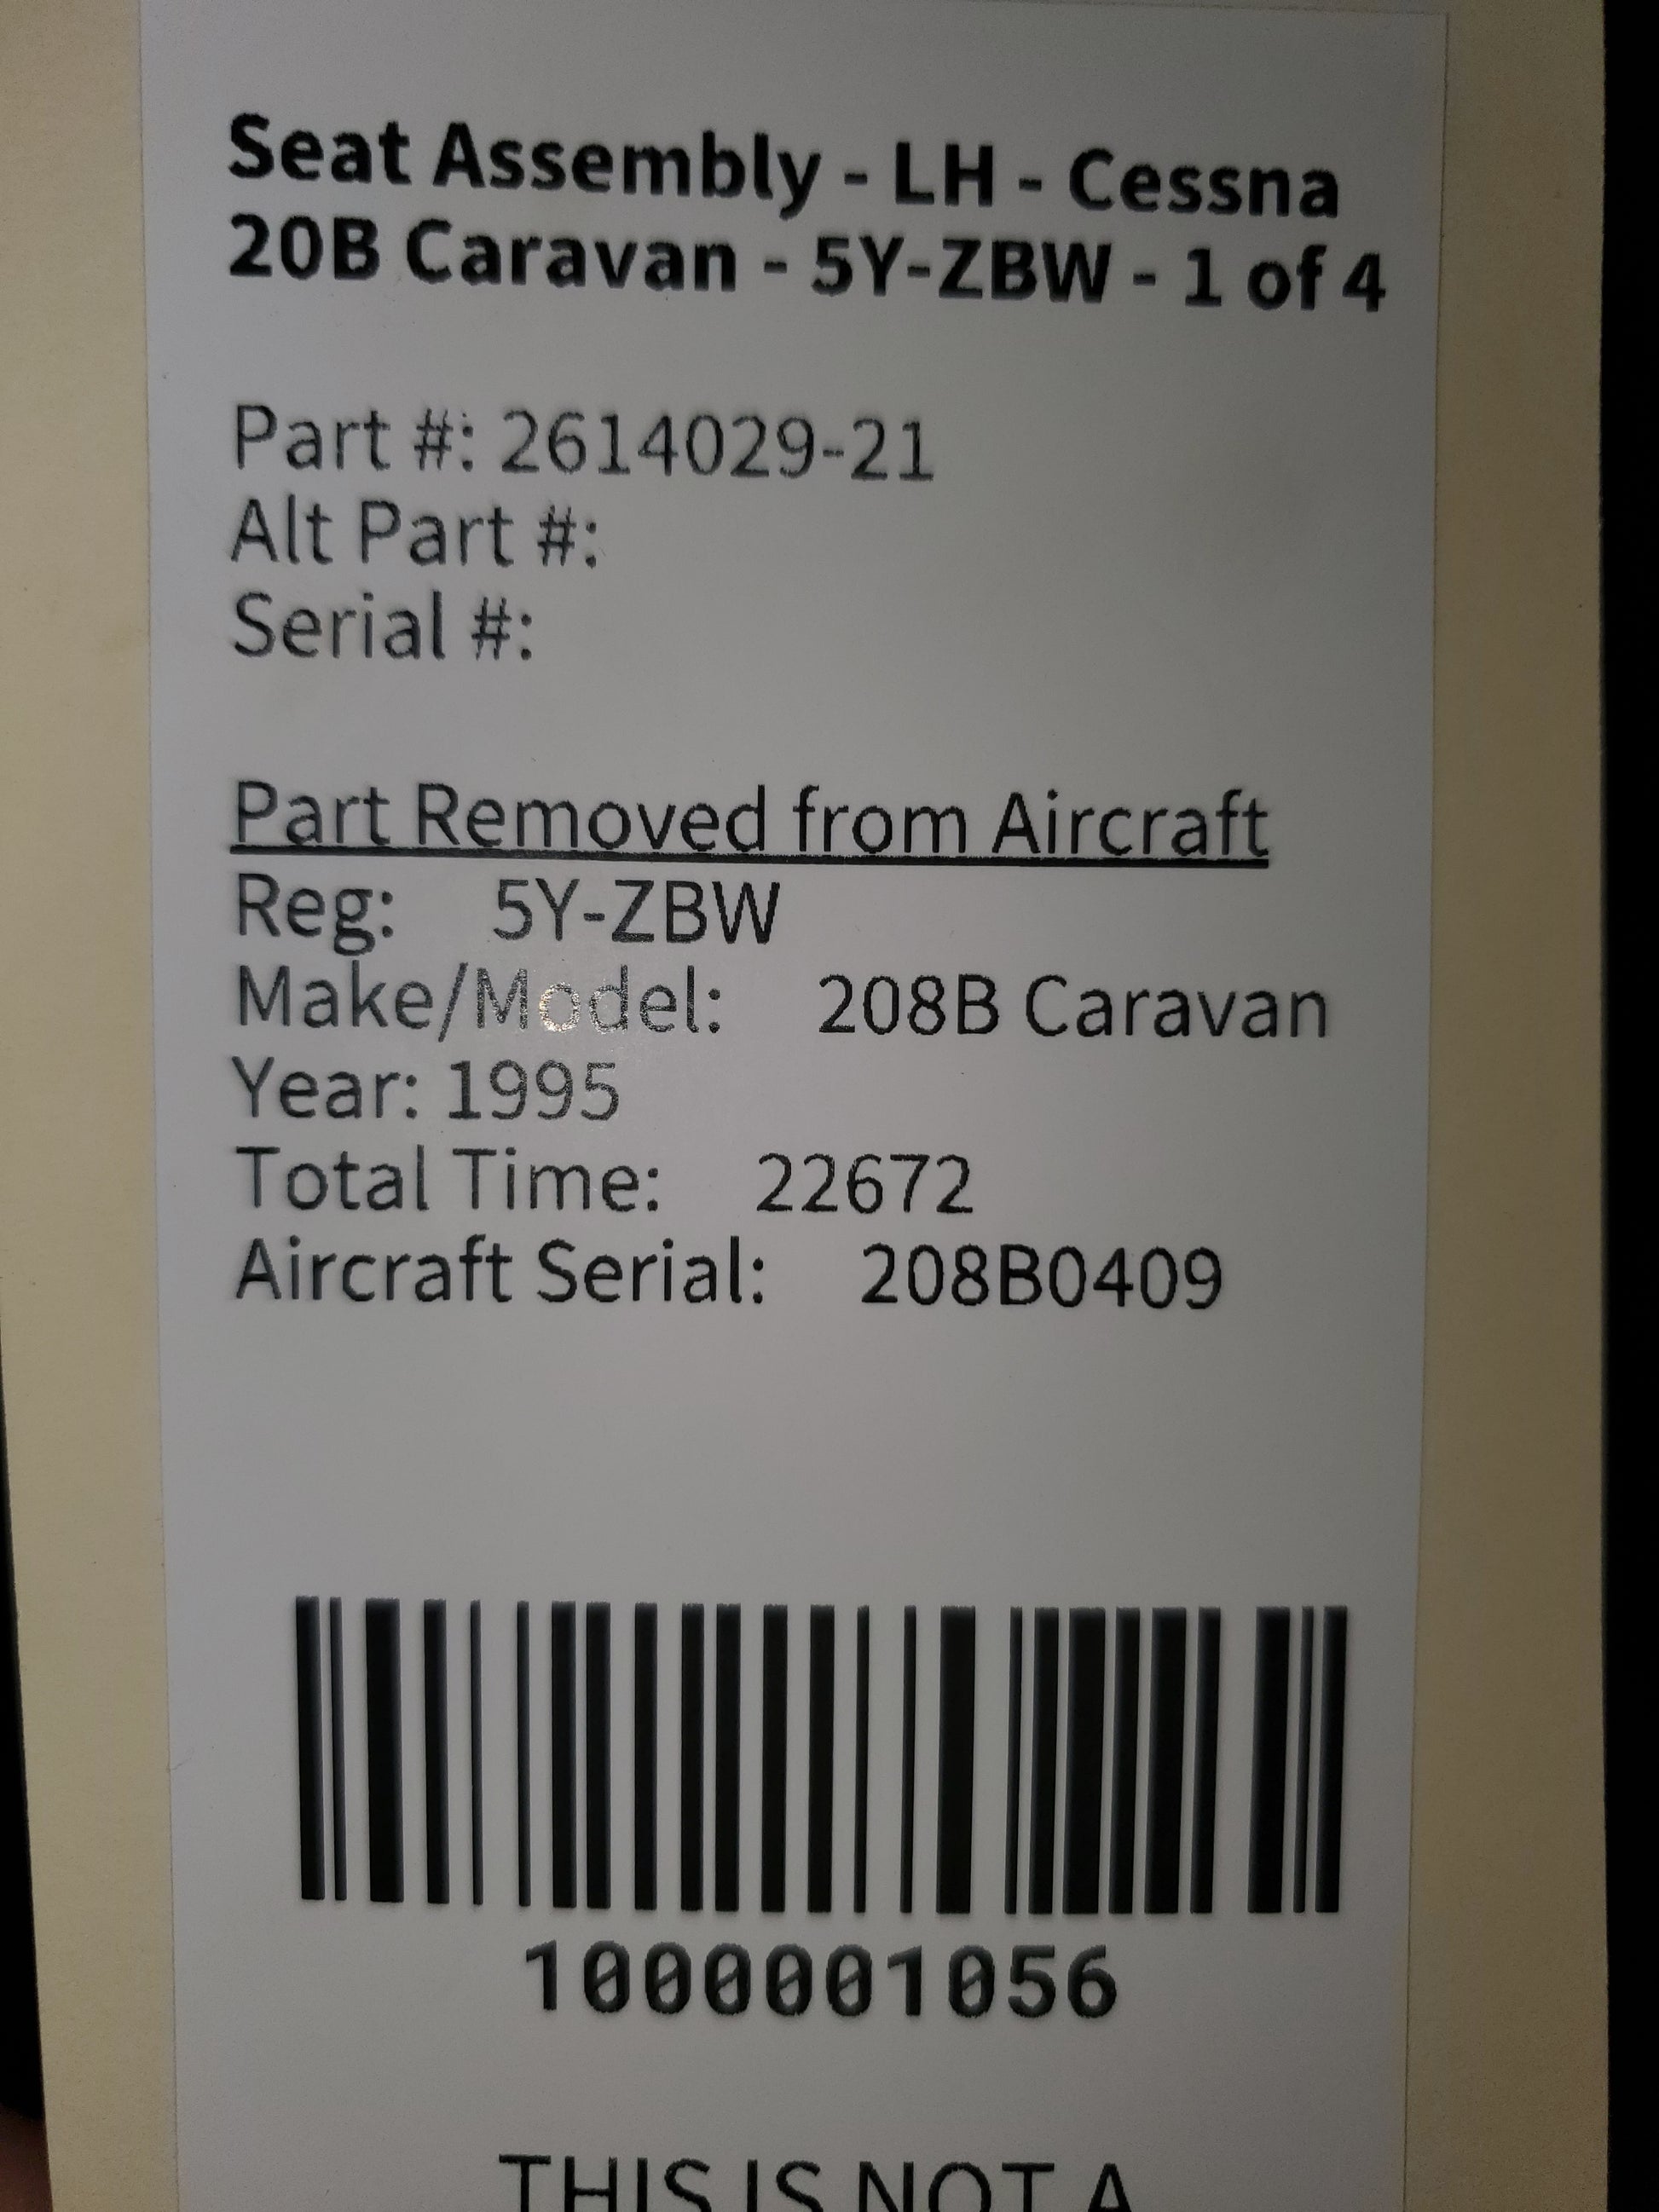 Seat Assembly - LH - Cessna
20B Caravan - 5Y-ZBW - 1 of 4
Part #: 2614029-21
Alt Part #:
Serial #:
Part Removed from Aircraft
Reg: 5Y-ZBW
Make/Model: 208B Caravan
Year: 1995
Total Time: 22672
Aircraft Serial: 208B0409
1000001056
THIS IS NOT A